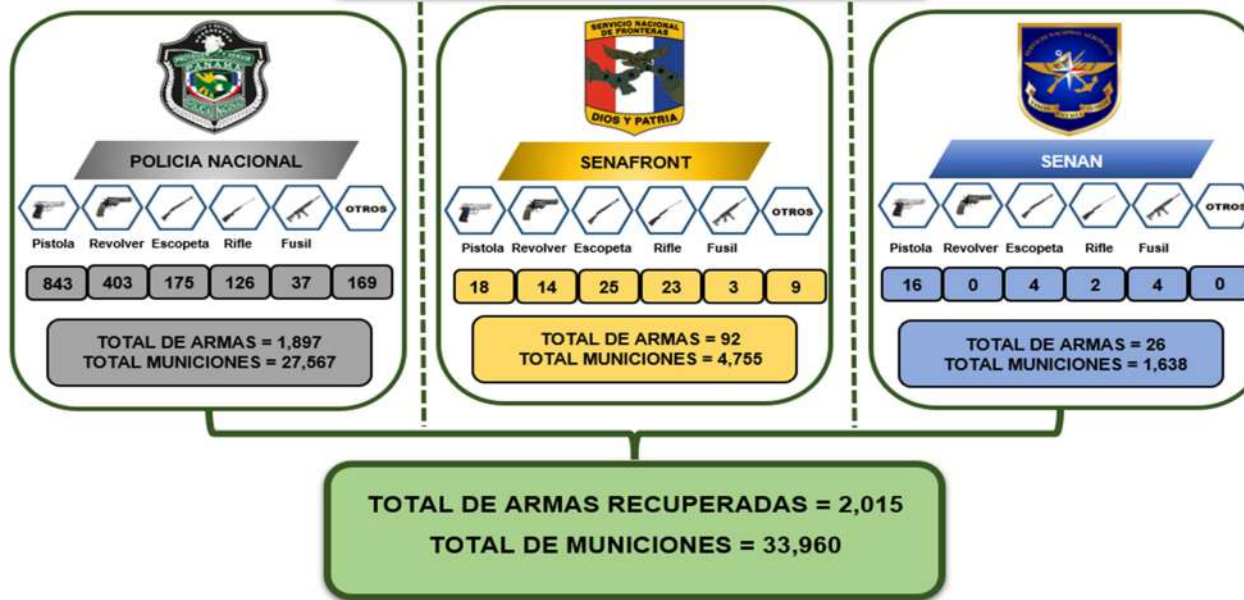 PROTEGER Y SERVIR
PANAMÁ
POLICIA NACIONAL
Pistola Revolver Escopeta Rifle Fusil OTROS
843 403 175 126 37 169
TOTAL DE ARMAS = 1,897
TOTAL MUNICIONES = 27,567
SERVICIO NACIONAL
DE FRONTERAS
DIOS Y PATRIA
SENAFRONT
Pistola Revolver Escopeta Rifle Fusil OTROS
18 14 25 23 3 9
TOTAL DE ARMAS = 92
TOTAL MUNICIONES = 4,755
SENAN
Pistola Revolver Escopeta Rifle Fusil OTROS
16 0 4 2 4 0
TOTAL DE ARMAS = 26
TOTAL MUNICIONES = 1,638
TOTAL DE ARMAS RECUPERADAS = 2,015
TOTAL DE MUNICIONES = 33,960